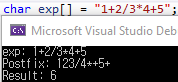 char exp[] = "1+2/3*4+5";
Microsoft Visual Studio Deb
exp: 1+2/3*4+5
Postfix: 123/4*+5+
Result: 6